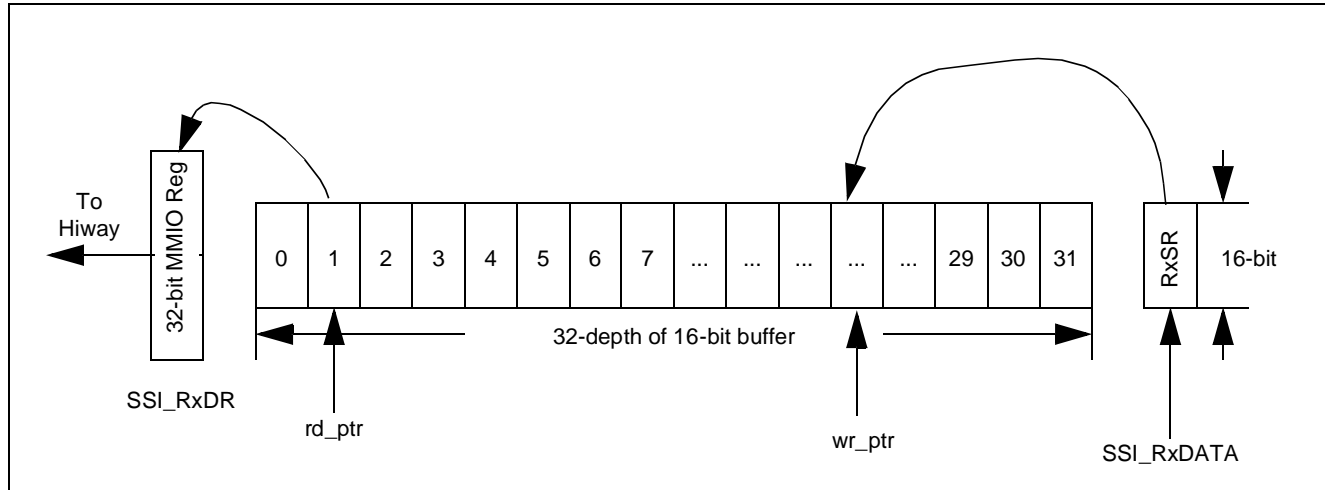 To
Hiway
32-bit MMIO Reg
0 1 2 3 4 5 6 7 ... ... ... ... ... 29 30 31
RxSR
16-bit
32-depth of 16-bit buffer
SSI_RxDR
rd_ptr
wr_ptr
SSI_RxDATA